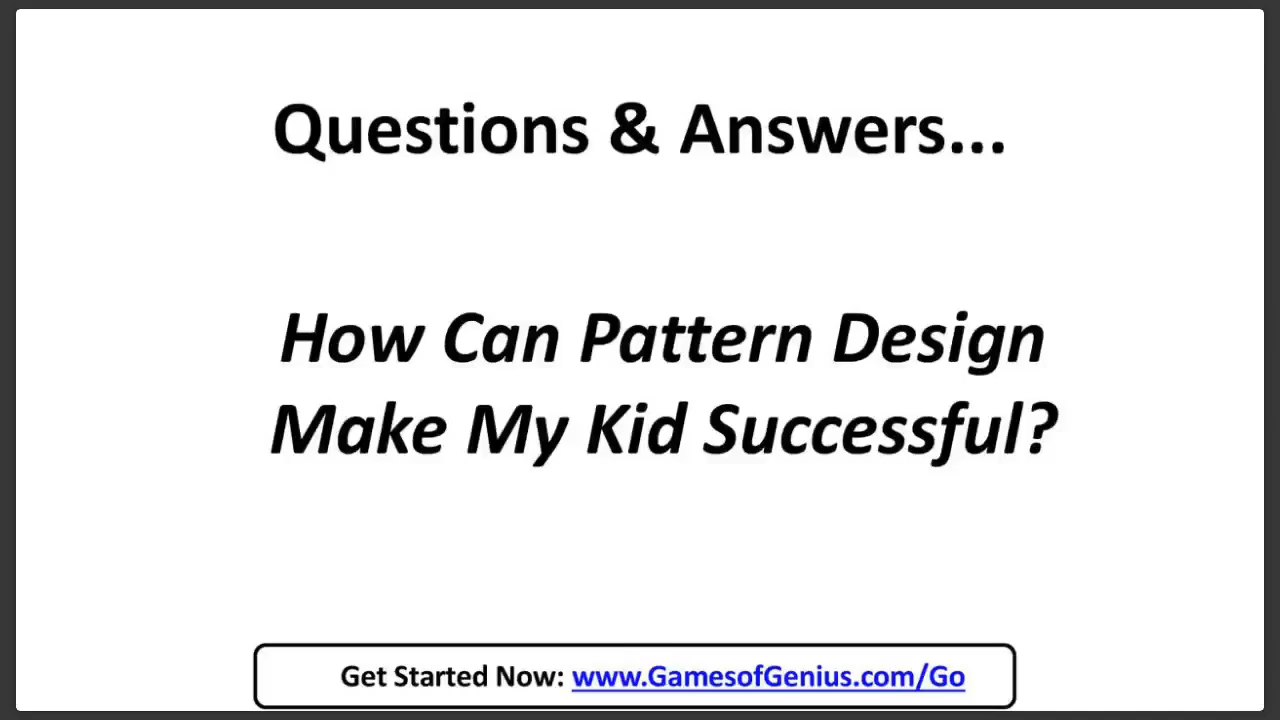 Questions & Answers...
How Can Pattern Design
Make My Kid Successful?
Get Started Now: www.GamesofGenius.com/Go